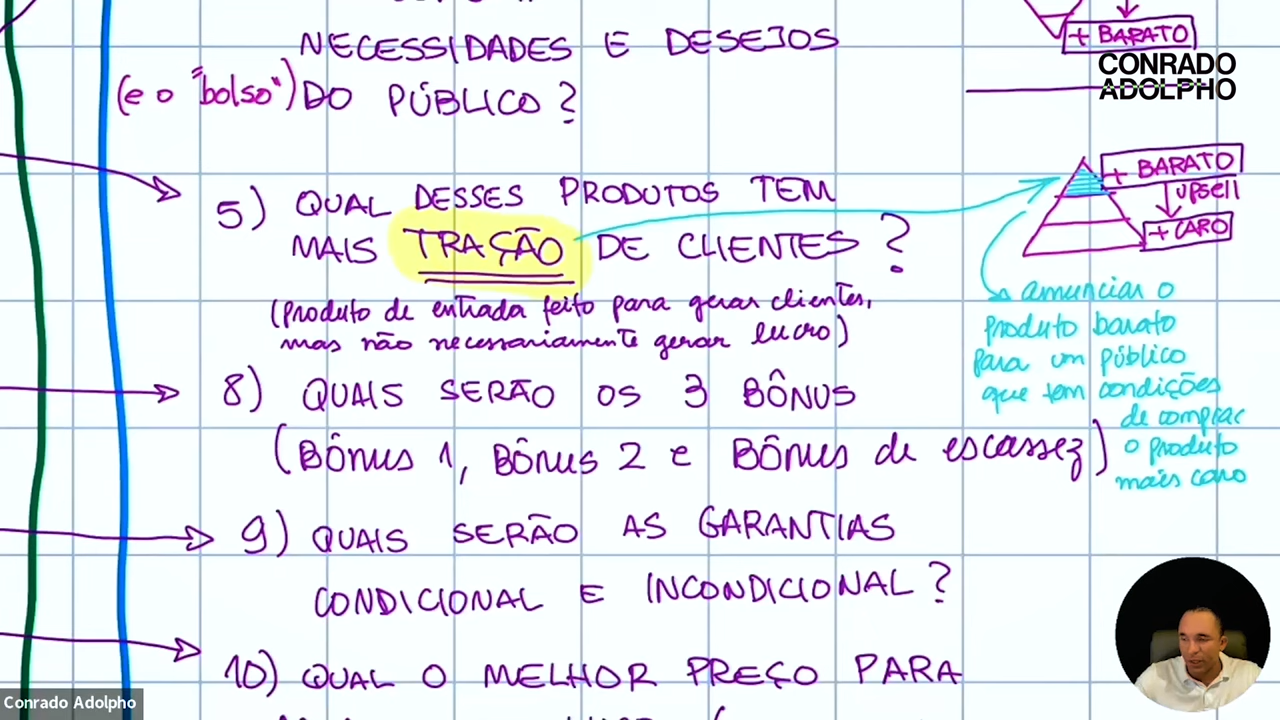 NECESSIDADES E DESEJOS
(e o "bolso") DO PÚBLICO?
+ BARATO
CONRADO
ADOLPHO
5) QUAL DESSES PRODUTOS TEM
MAIS TRAÇÃO DE CLIENTES?
(produto de entrada feito para gerar clientes,
mas não necessariamente gerar lucro)
+ BARATO
upsell
+ CARO
anunciar o
produto barato
para um público
que tem condições
de comprar
o produto
mais caro
8) QUAIS SERÃO OS 3 BÔNUS
(BÔNUS 1, BÔNUS 2 e BÔNUS de escassez)
9) QUAIS SERÃO AS GARANTIAS
CONDICIONAL E INCONDICIONAL?
10) QUAL O MELHOR PREÇO PARA
Conrado Adolpho